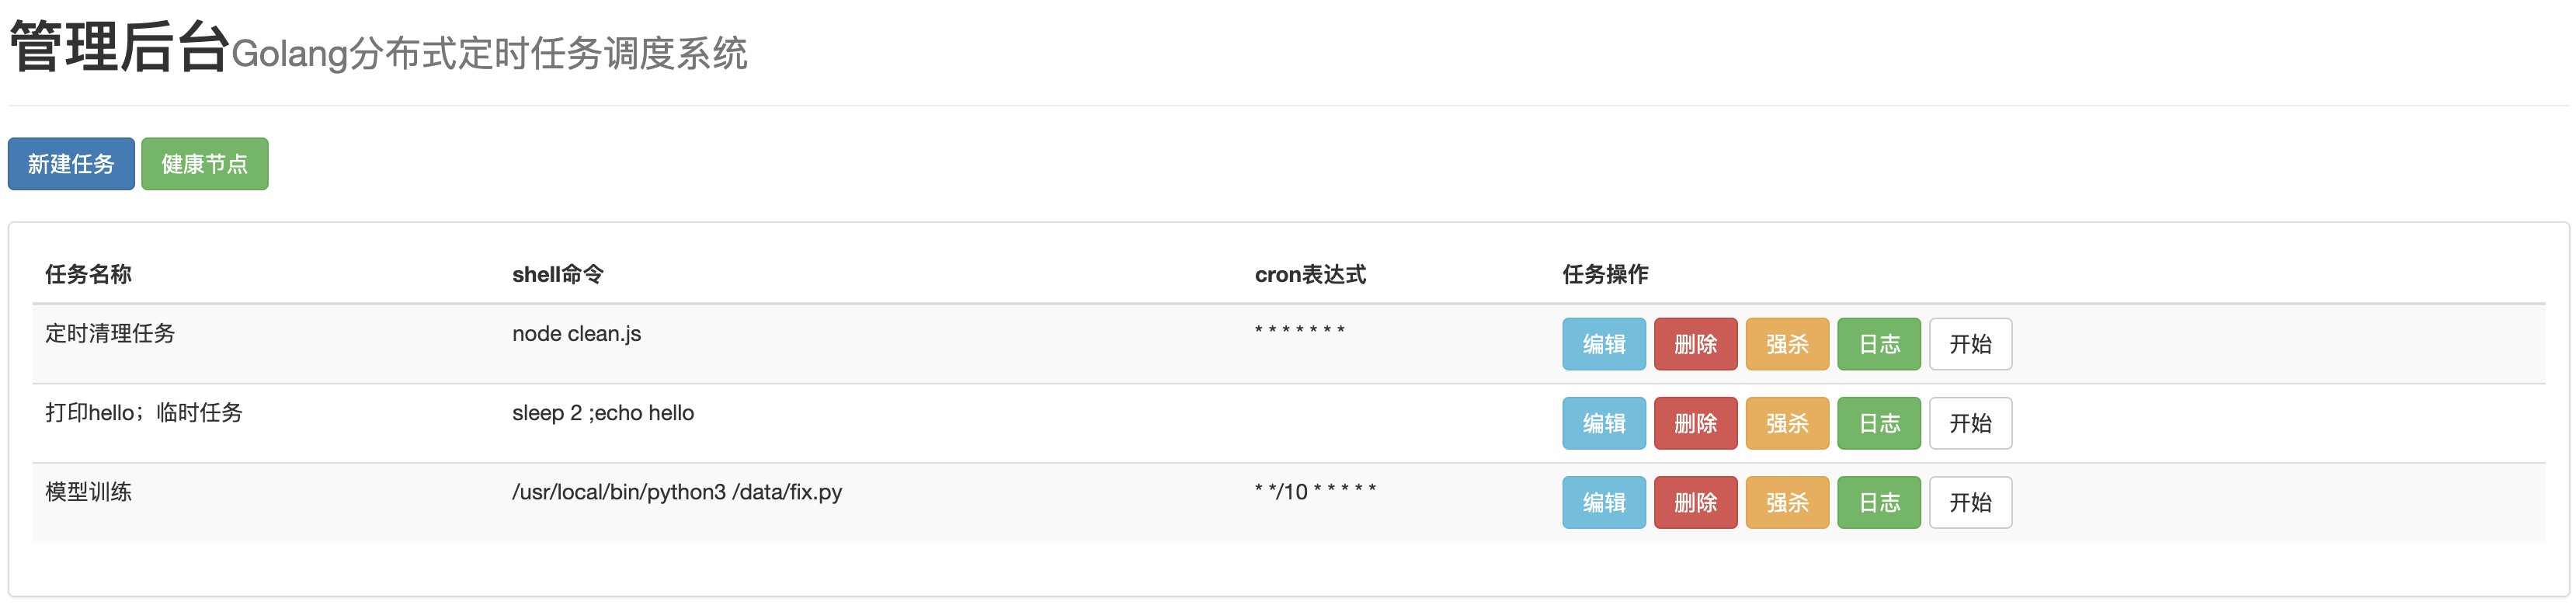 管理后台Golang分布式定时任务调度系统
新建任务 健康节点
任务名称 shell命令 cron表达式 任务操作
定时清理任务 node clean.js * * * * * * * 编辑 删除 强杀 日志 开始
打印hello；临时任务 sleep 2 ;echo hello 编辑 删除 强杀 日志 开始
模型训练 /usr/local/bin/python3 /data/fix.py * */10 * * * * * 编辑 删除 强杀 日志 开始